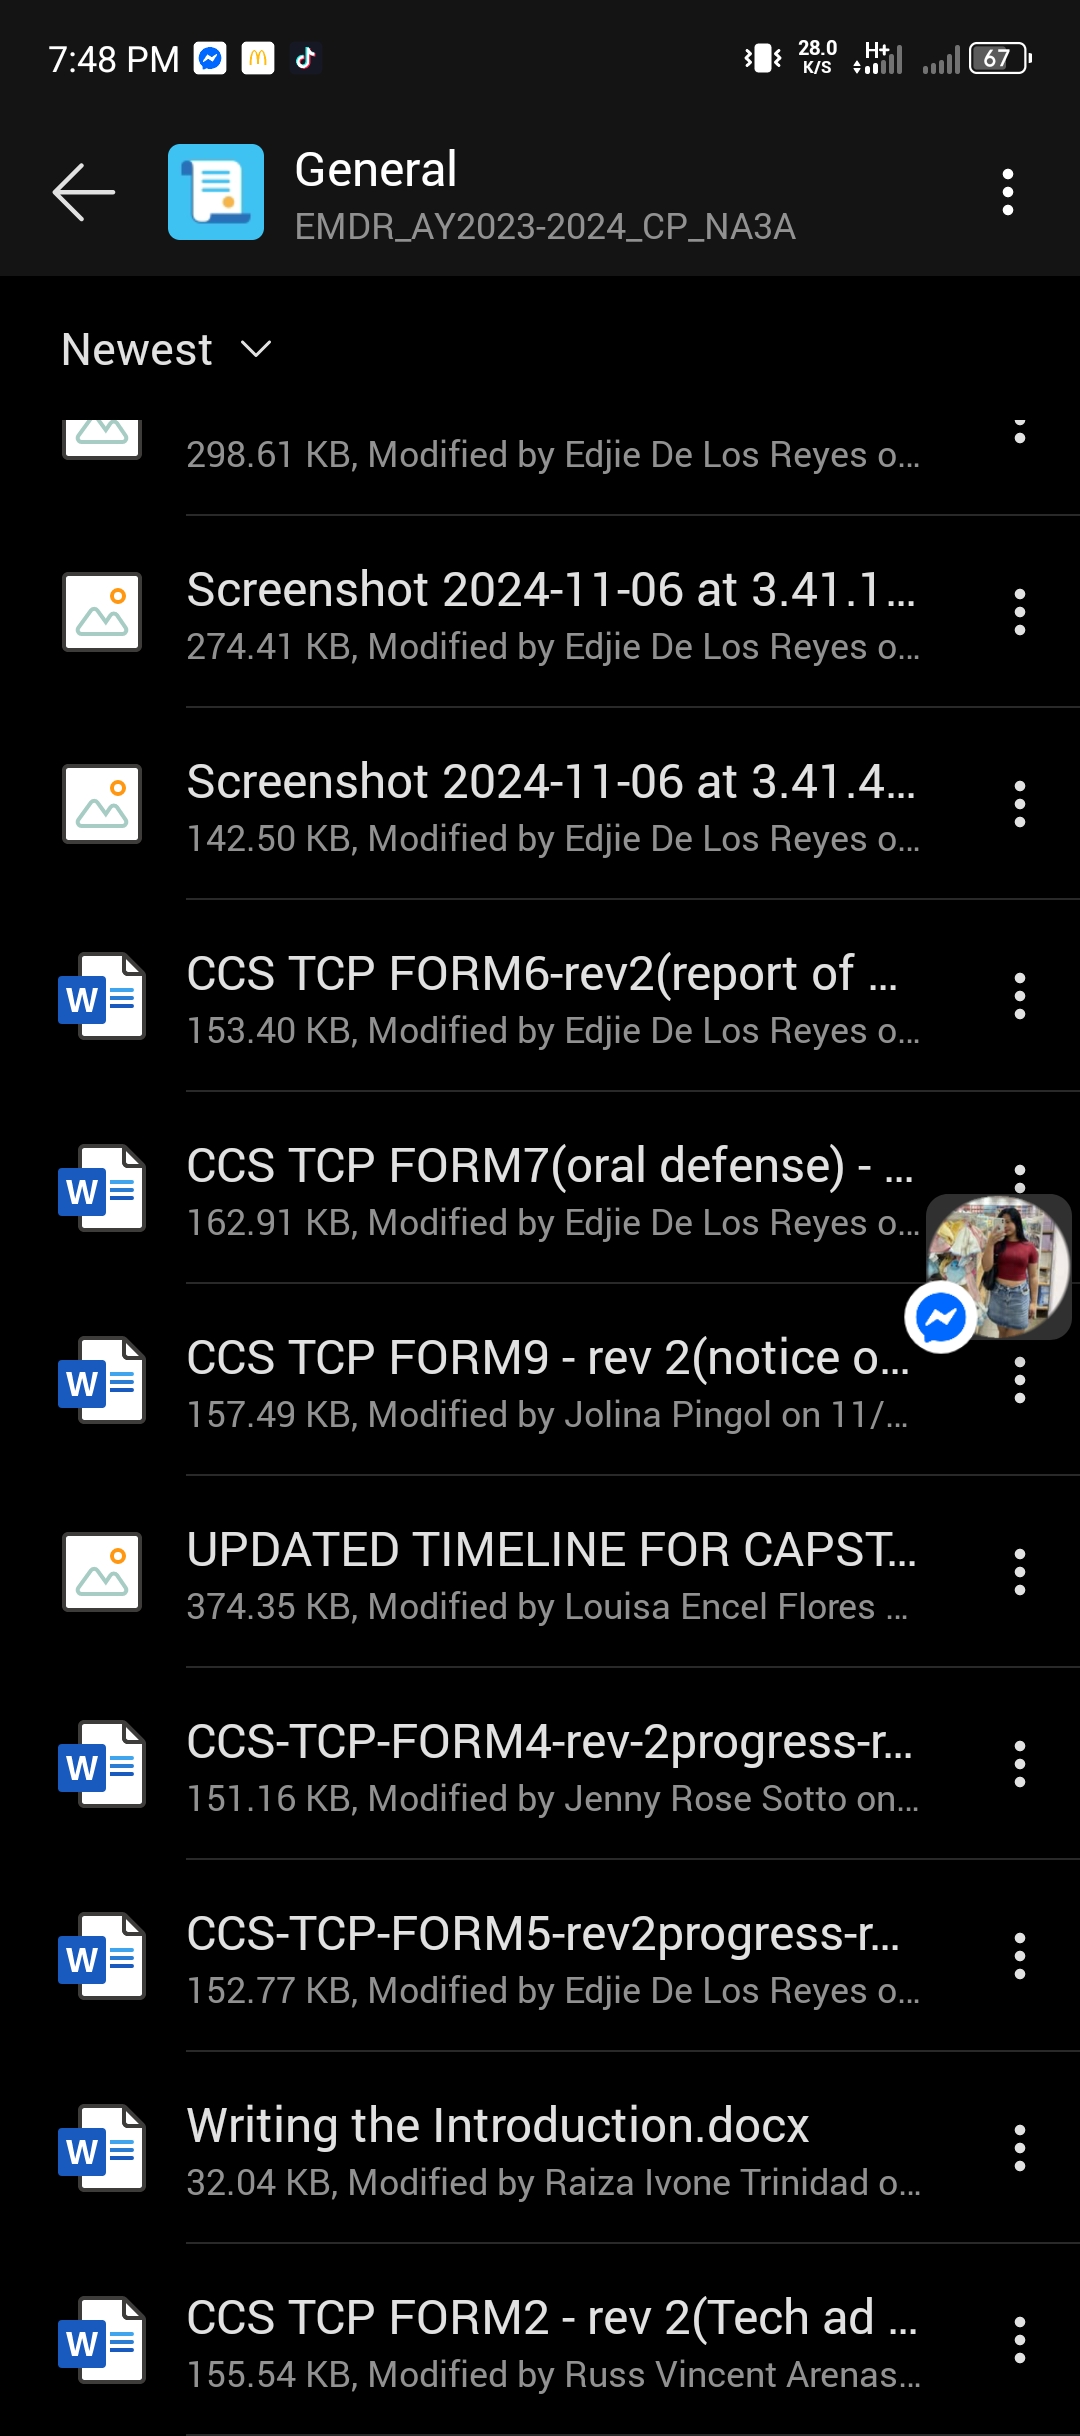 7:48 PM
28.0
K/S
H+
67
General
EMDR_AY2023-2024_CP_NA3A
Newest
298.61 KB, Modified by Edjie De Los Reyes o...
Screenshot 2024-11-06 at 3.41.1...
274.41 KB, Modified by Edjie De Los Reyes o...
Screenshot 2024-11-06 at 3.41.4...
142.50 KB, Modified by Edjie De Los Reyes o...
CCS TCP FORM6-rev2(report of ...
153.40 KB, Modified by Edjie De Los Reyes o...
CCS TCP FORM7(oral defense) - ...
162.91 KB, Modified by Edjie De Los Reyes o...
CCS TCP FORM9 - rev 2(notice o...
157.49 KB, Modified by Jolina Pingol on 11/...
UPDATED TIMELINE FOR CAPST...
374.35 KB, Modified by Louisa Encel Flores ...
CCS-TCP-FORM4-rev-2progress-r...
151.16 KB, Modified by Jenny Rose Sotto on...
CCS-TCP-FORM5-rev2progress-r...
152.77 KB, Modified by Edjie De Los Reyes o...
Writing the Introduction.docx
32.04 KB, Modified by Raiza Ivone Trinidad o...
CCS TCP FORM2 - rev 2(Tech ad ...
155.54 KB, Modified by Russ Vincent Arenas...